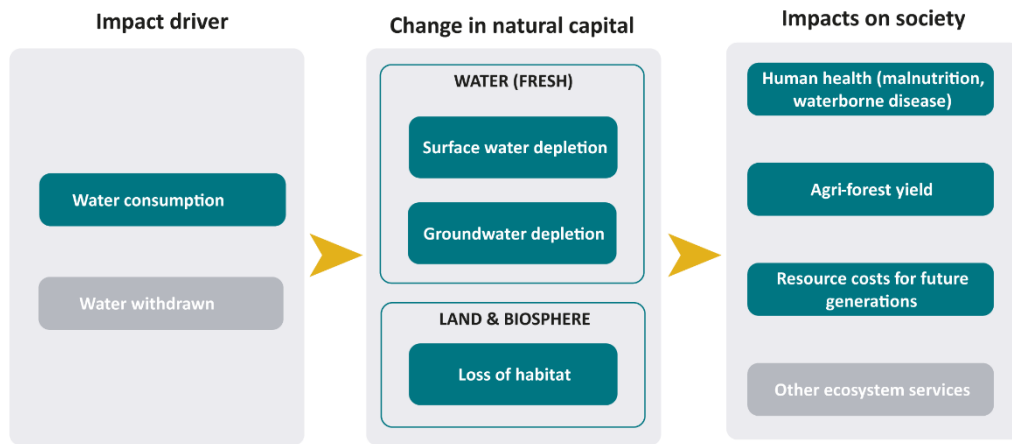 Impact driver
Water consumption
Water withdrawn
Change in natural capital
WATER (FRESH)
Surface water depletion
Groundwater depletion
LAND & BIOSPHERE
Loss of habitat
Impacts on society
Human health (malnutrition,
waterborne disease)
Agri-forest yield
Resource costs for future
generations
Other ecosystem services